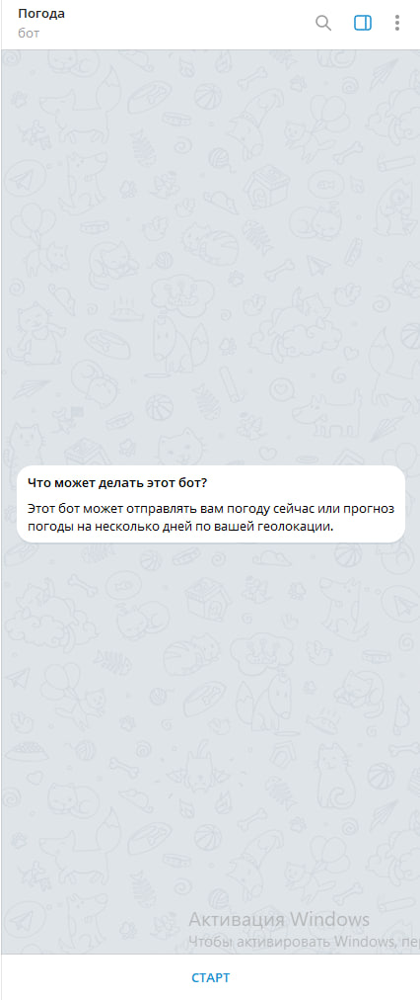 Погода
бот
Что может делать этот бот?
Этот бот может отправлять вам погоду сейчас или прогноз
погоды на несколько дней по вашей геолокации.
Активация Windows
Чтобы активировать Windows, пер
СТАРТ